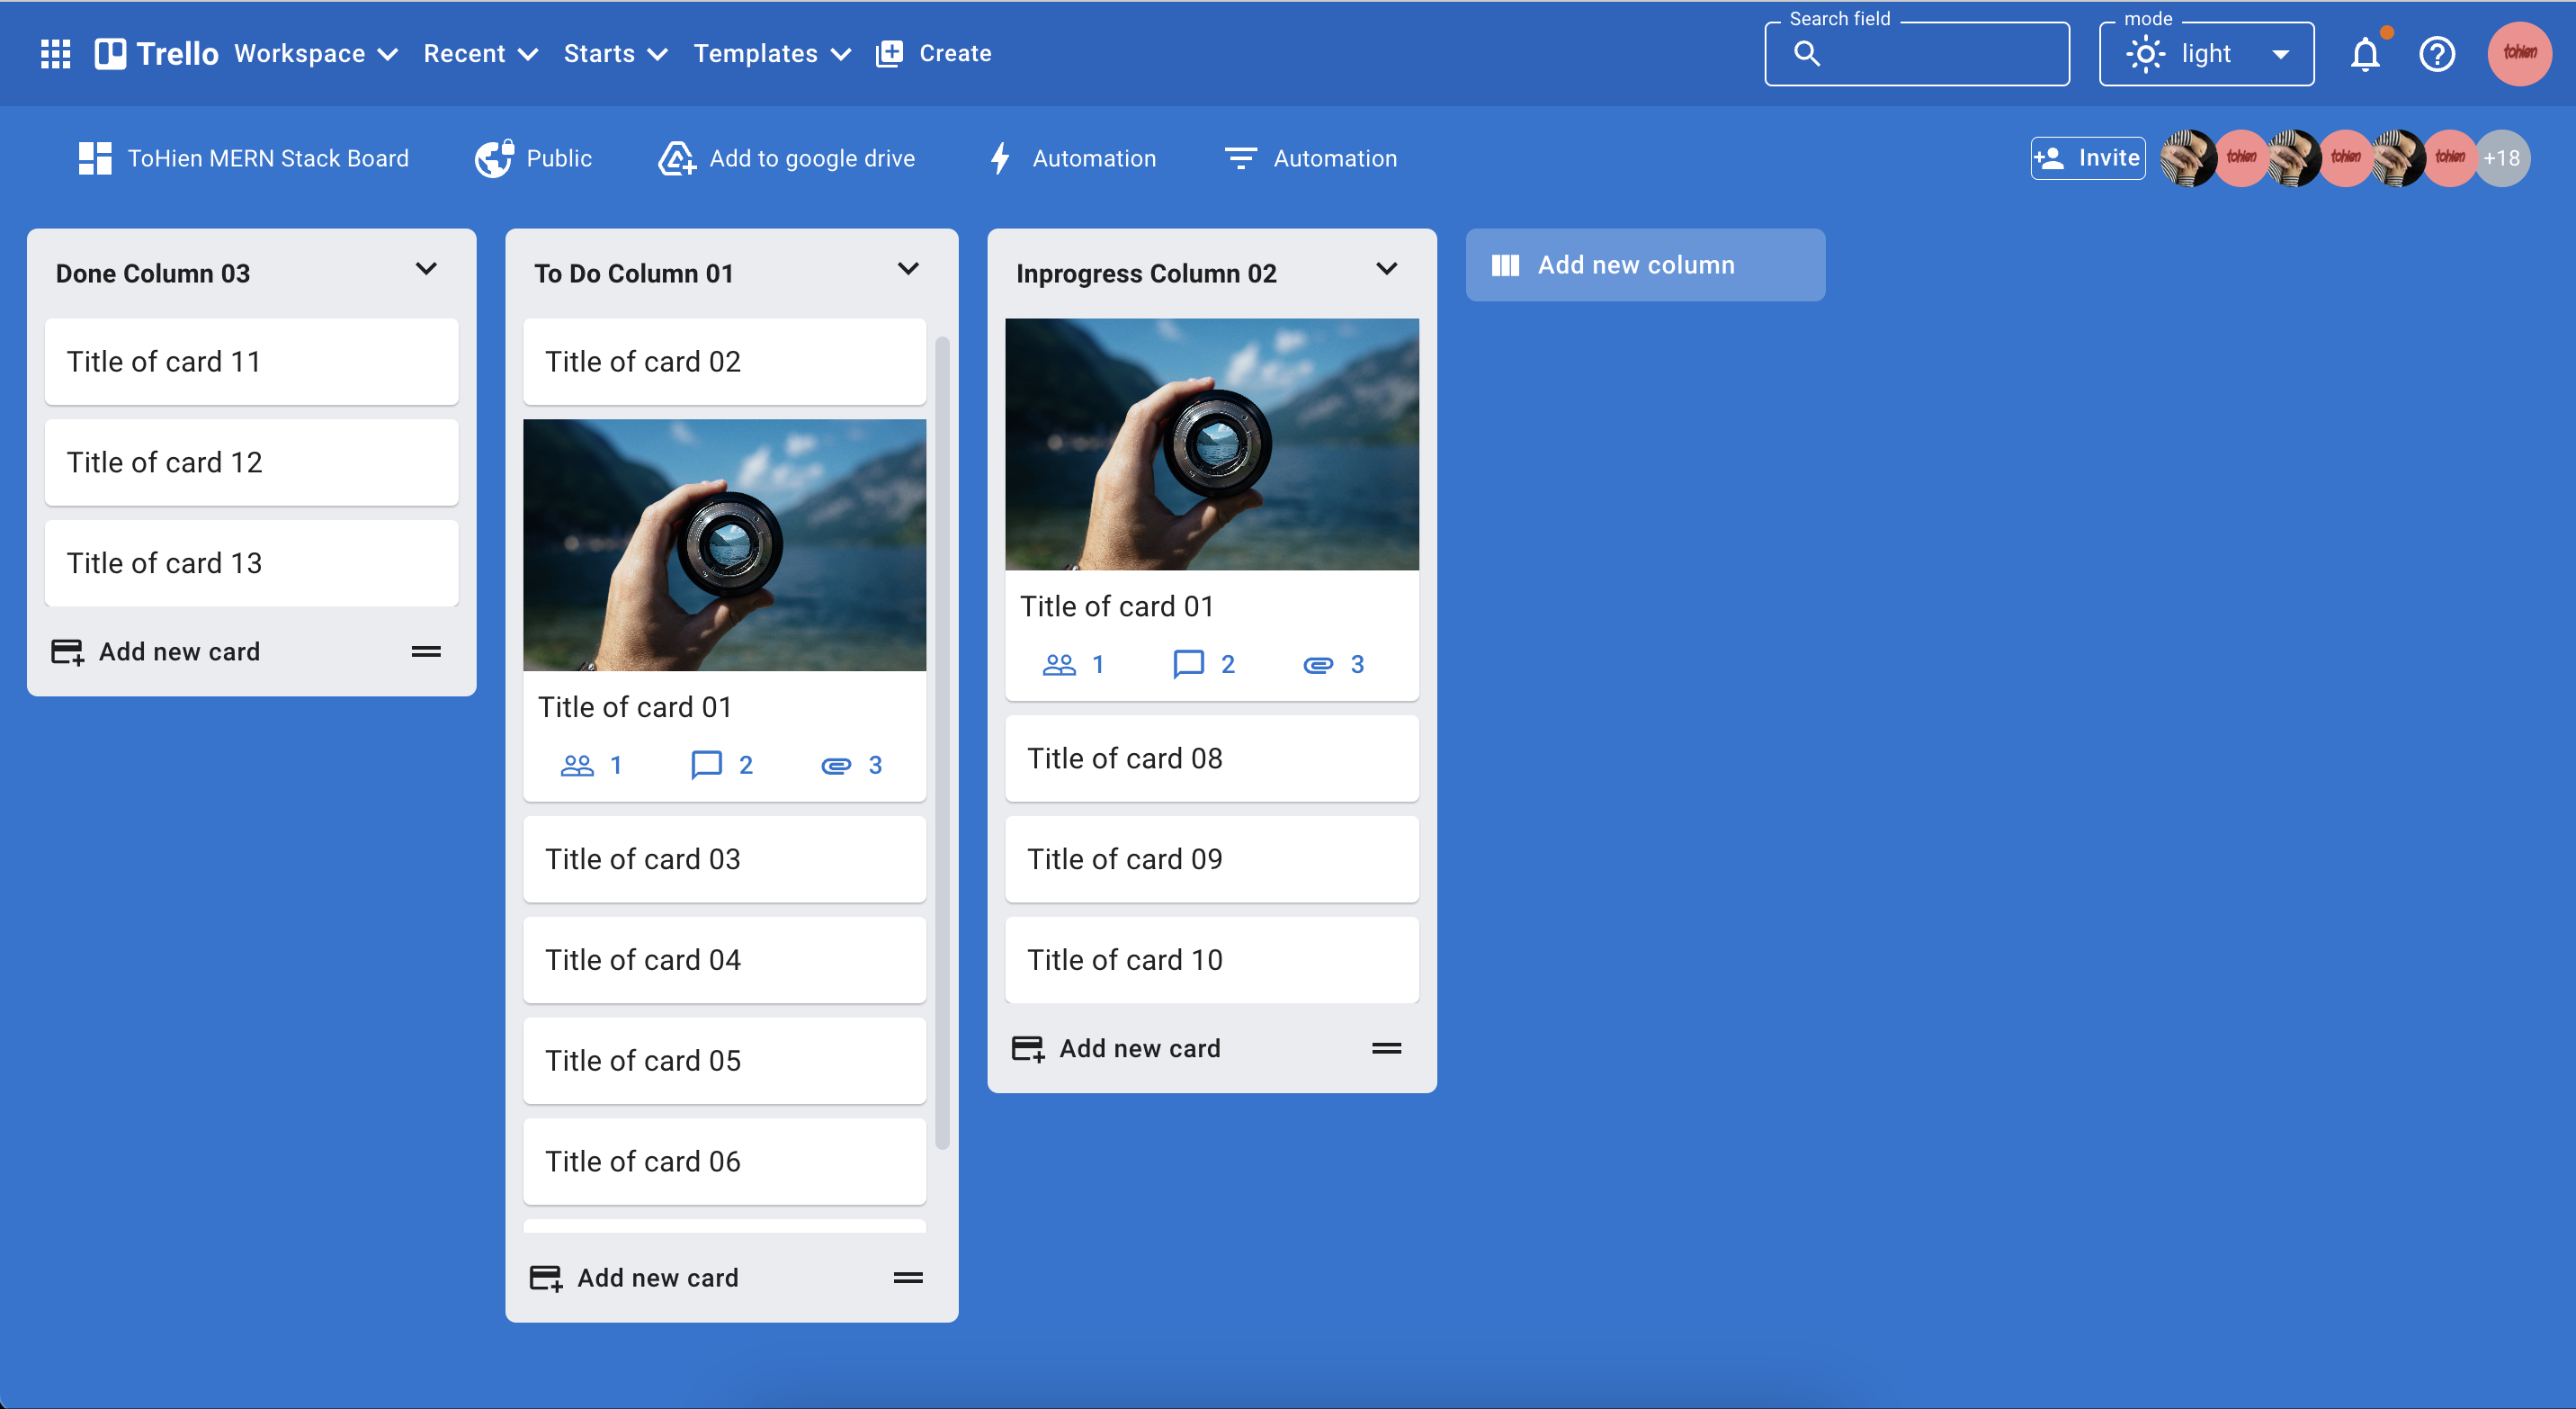 Trello Workspace Recent Starts Templates Create Search field mode light tohien
ToHien MERN Stack Board Public Add to google drive Automation Automation Invite tohien tohien tohien +18
Done Column 03
Title of card 11
Title of card 12
Title of card 13
Add new card
To Do Column 01
Title of card 02
Title of card 01
1 2 3
Title of card 03
Title of card 04
Title of card 05
Title of card 06
Add new card
Inprogress Column 02
Title of card 01
1 2 3
Title of card 08
Title of card 09
Title of card 10
Add new card
Add new column